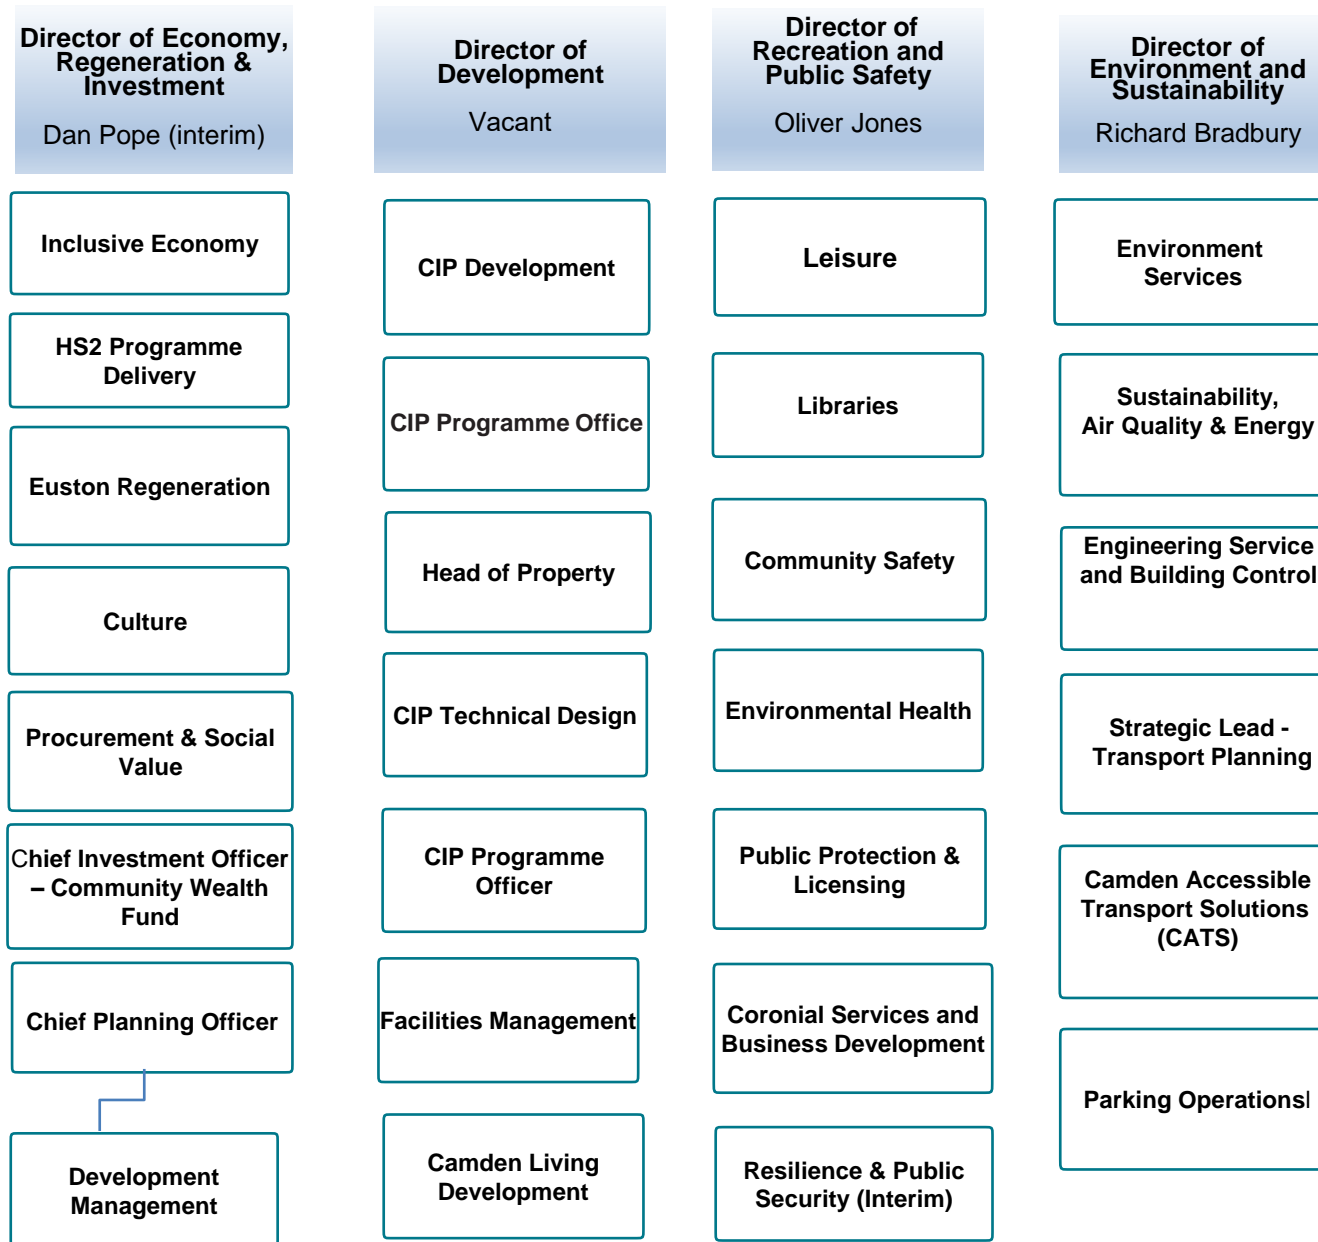 Director of Economy,
Regeneration &
Investment
Dan Pope (interim)
Inclusive Economy
HS2 Programme
Delivery
Euston Regeneration
Culture
Procurement & Social
Value
Chief Investment Officer
– Community Wealth
Fund
Chief Planning Officer
Development
Management
Director of
Development
Vacant
CIP Development
CIP Programme Office
Head of Property
CIP Technical Design
CIP Programme
Officer
Facilities Management
Camden Living
Development
Director of
Recreation and
Public Safety
Oliver Jones
Leisure
Libraries
Community Safety
Environmental Health
Public Protection &
Licensing
Coronial Services and
Business Development
Resilience & Public
Security (Interim)
Director of
Environment and
Sustainability
Richard Bradbury
Environment
Services
Sustainability,
Air Quality & Energy
Engineering Service
and Building Control
Strategic Lead -
Transport Planning
Camden Accessible
Transport Solutions
(CATS)
Parking Operationsl